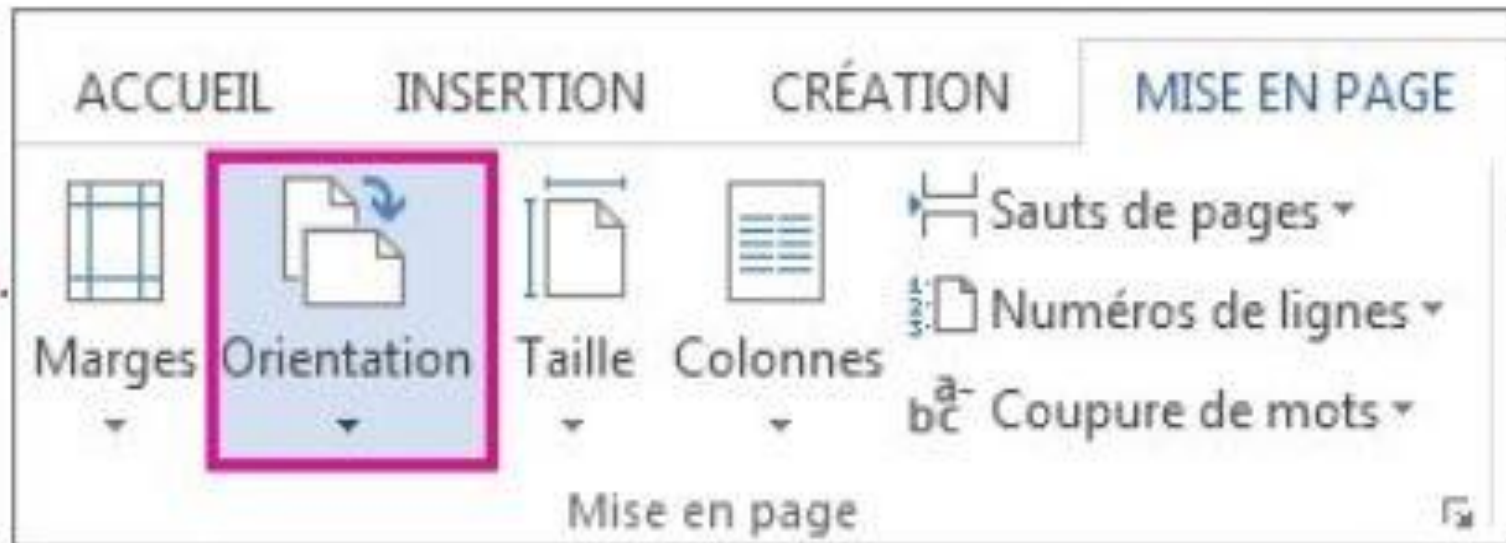 ACCUEIL INSERTION CRÉATION MISE EN PAGE
Marges Orientation Taille Colonnes
Sauts de pages
Numéros de lignes
Coupure de mots
Mise en page